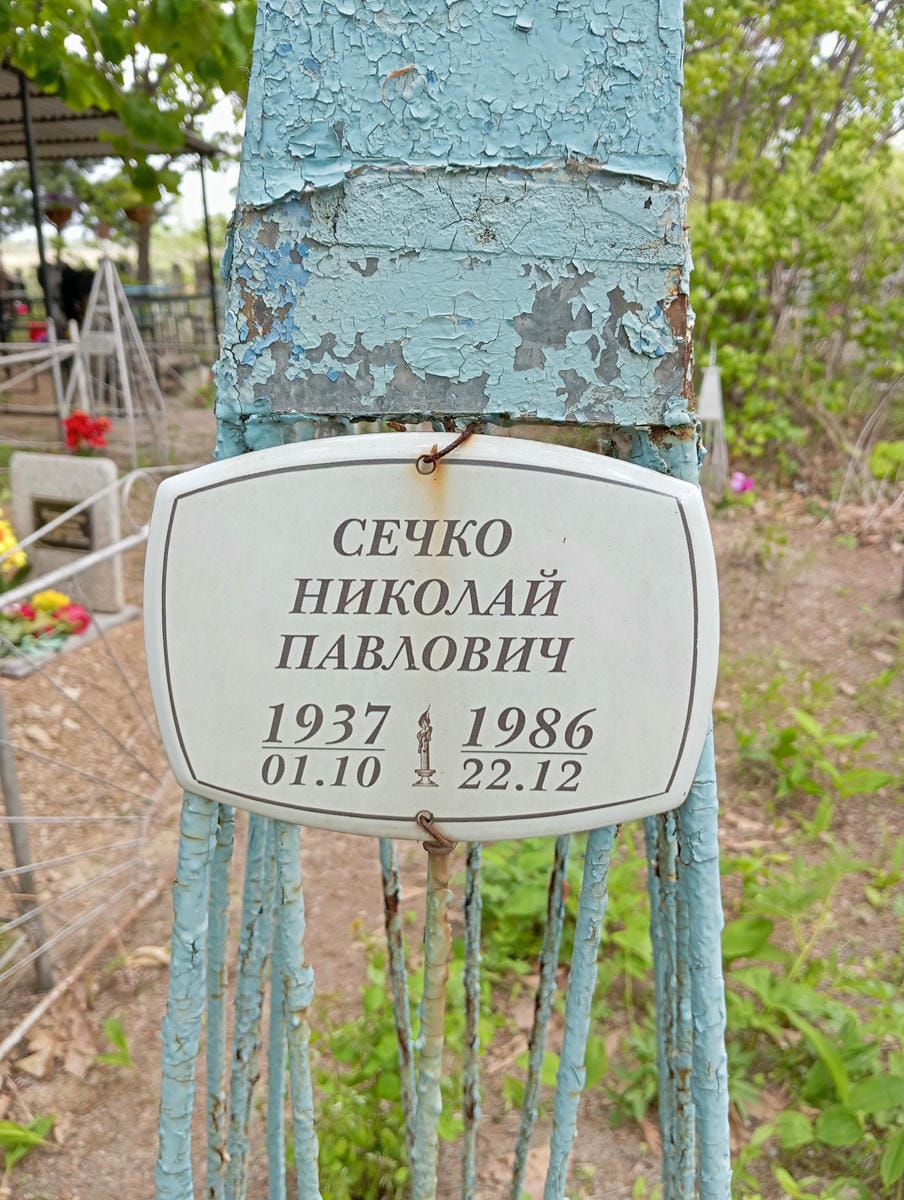 СЕЧКО
НИКОЛАЙ
ПАВЛОВИЧ
1937 1986
01.10 22.12